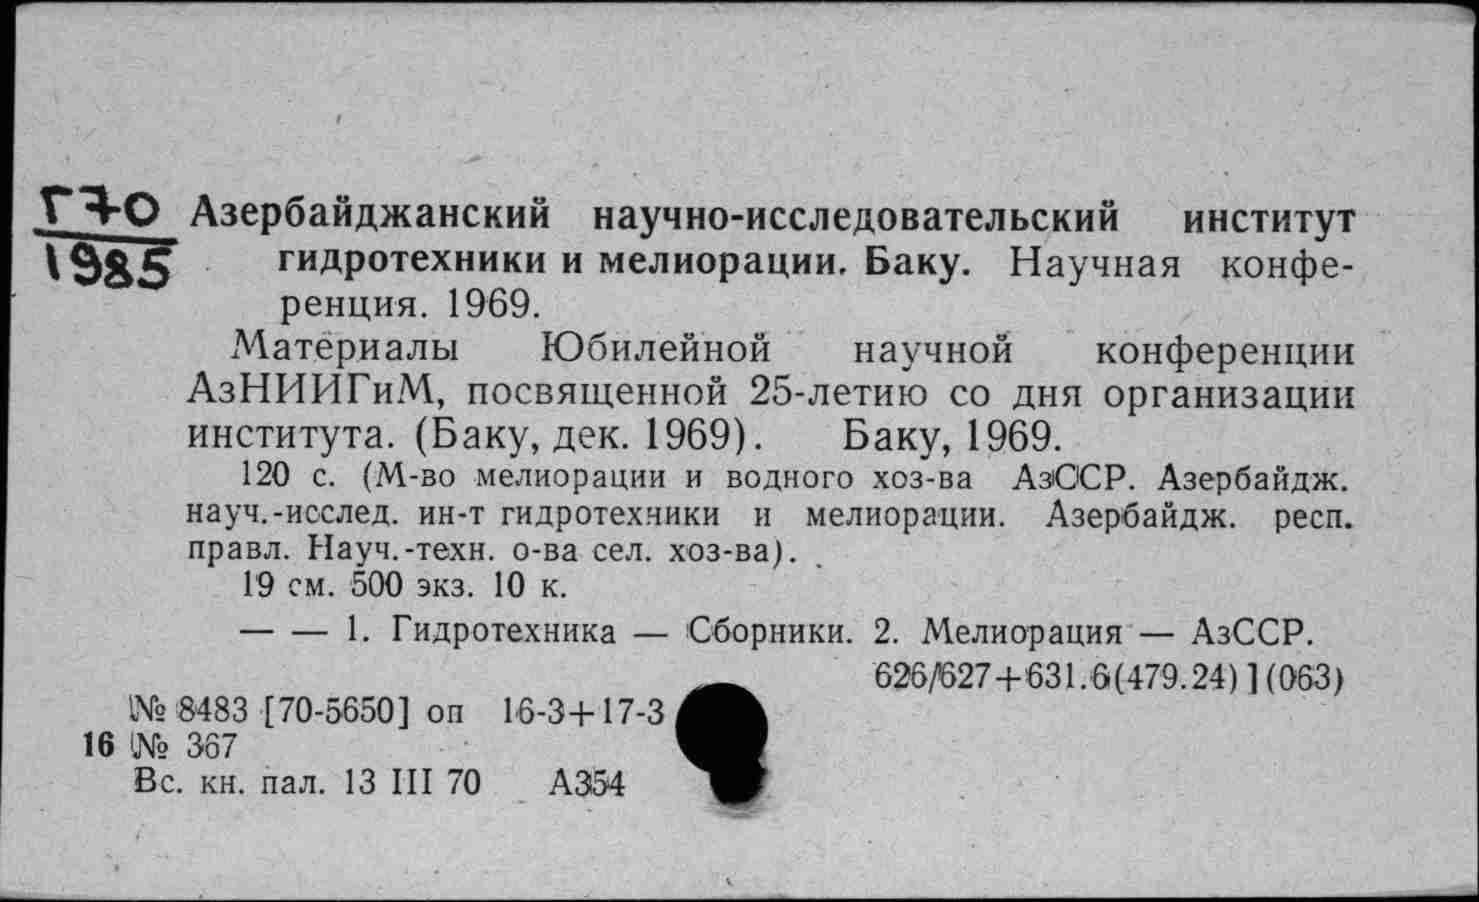 Г70 Азербайджанский научно-исследовательский институт
1985 гидротехники и мелиорации. Баку. Научная конфе-
ренция. 1969.
Материалы Юбилейной научной конференции
АзНИИГиМ, посвященной 25-летию со дня организации
института. (Баку, дек. 1969). Баку, 1969.
120 с. (М-во мелиорации и водного хоз-ва АзССР. Азербайдж.
науч.-исслед. ин-т гидротехники и мелиорации. Азербайдж. респ.
правл. Науч.-техн. о-ва сел. хоз-ва).
19 см. 500 экз. 10 к.
— — 1. Гидротехника — Сборники. 2. Мелиорация — АзССР.
626/627+631.6(479.24)](063)
№ 8483 [70-5650] оп 16-3+17-3
16 № 367
Вс. кн. пал. 13 III 70 А354